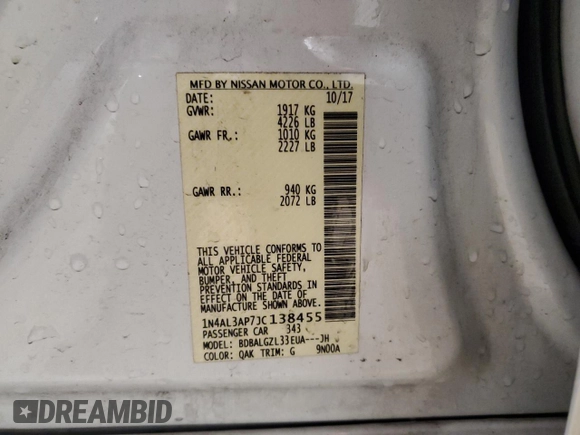 MFD BY NISSAN MOTOR CO., LTD.
DATE: 10/17
GVWR: 1917 KG
4226 LB
GAWR FR.: 1010 KG
2227 LB
GAWR RR.: 940 KG
2072 LB
THIS VEHICLE CONFORMS TO
ALL APPLICABLE FEDERAL
MOTOR VEHICLE SAFETY,
BUMPER, AND THEFT
PREVENTION STANDARDS IN
EFFECT ON THE DATE OF
MANUFACTURE SHOWN ABOVE.
1N4AL3AP7JC138455
PASSENGER CAR 343
MODEL: BDBALGZL33EUA---JH
COLOR: QAK TRIM: G 9N00A
DREAMBID